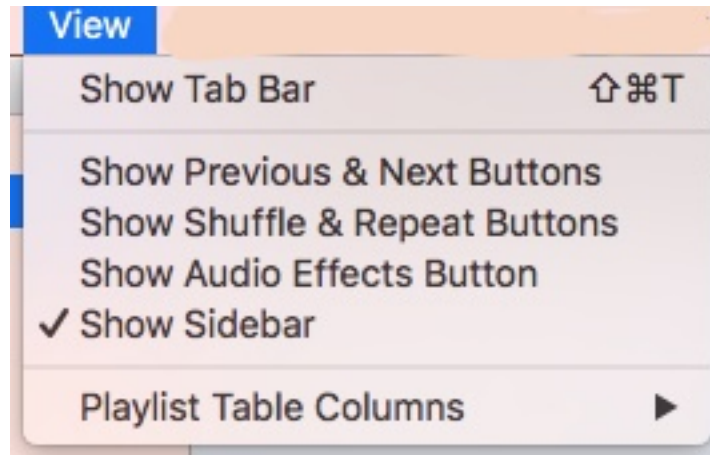 View
Show Tab Bar ⇧⌘T
Show Previous & Next Buttons
Show Shuffle & Repeat Buttons
Show Audio Effects Button
✓ Show Sidebar
Playlist Table Columns ▶